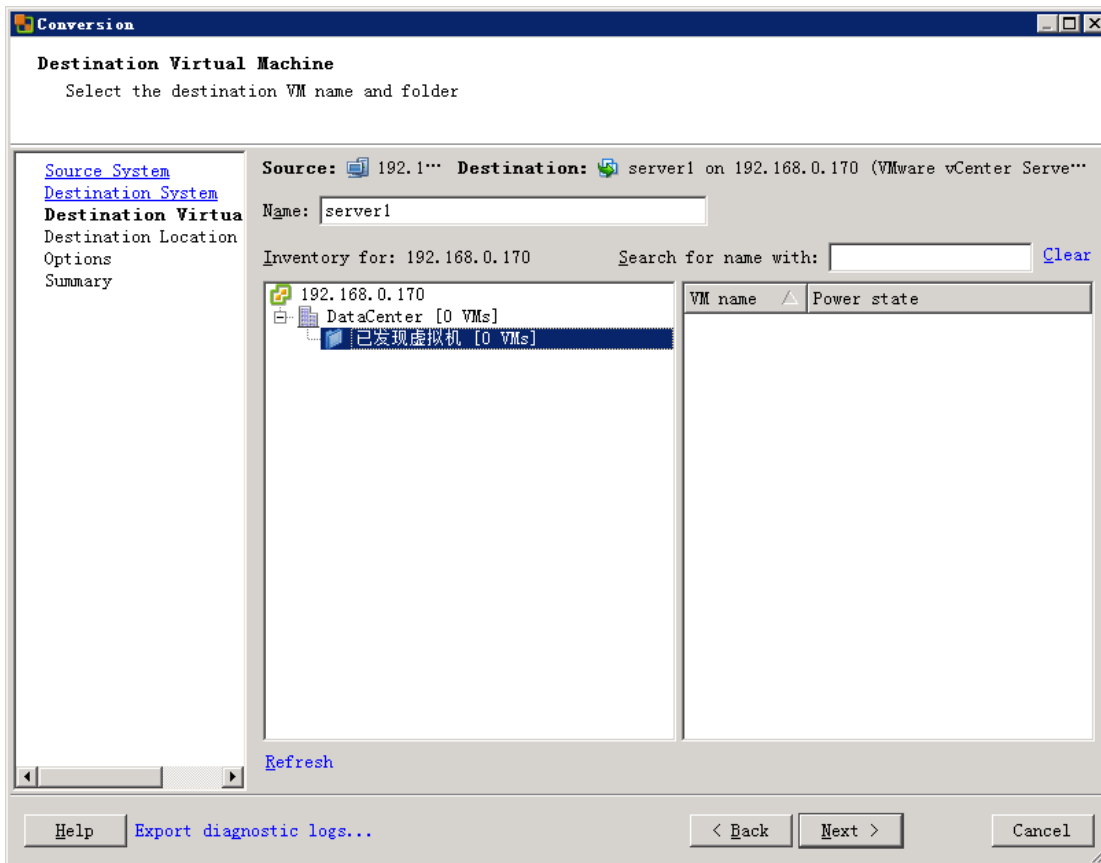 Conversion
Destination Virtual Machine
Select the destination VM name and folder
Source System
Destination System
Destination Virtua
Destination Location
Options
Summary
Source: 192.1… Destination: server1 on 192.168.0.170 (VMware vCenter Serve…
Name: server1
Inventory for: 192.168.0.170 Search for name with: Clear
192.168.0.170
DataCenter [0 VMs]
已发现虚拟机 [0 VMs]
VM name Power state
Refresh
Help Export diagnostic logs... < Back Next > Cancel